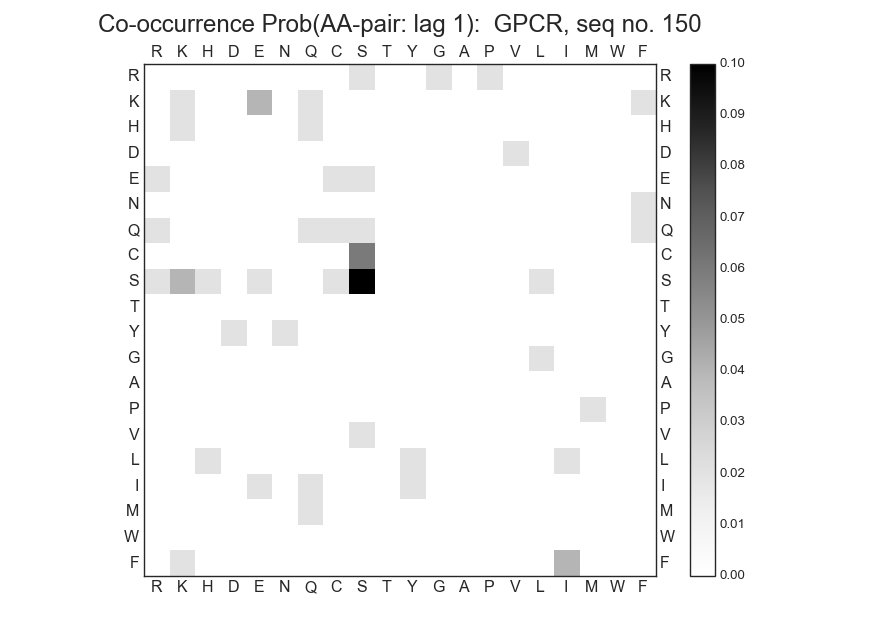 Co-occurrence Prob(AA-pair: lag 1):  GPCR, seq no. 150
R K H D E N Q C S T Y G A P V L I M W F
R R
K K
H H
D D
E E
N N
Q Q
C C
S S
T T
Y Y
G G
A A
P P
V V
L L
I I
M M
W W
F F
R K H D E N Q C S T Y G A P V L I M W F
0.10
0.09
0.08
0.07
0.06
0.05
0.04
0.03
0.02
0.01
0.00